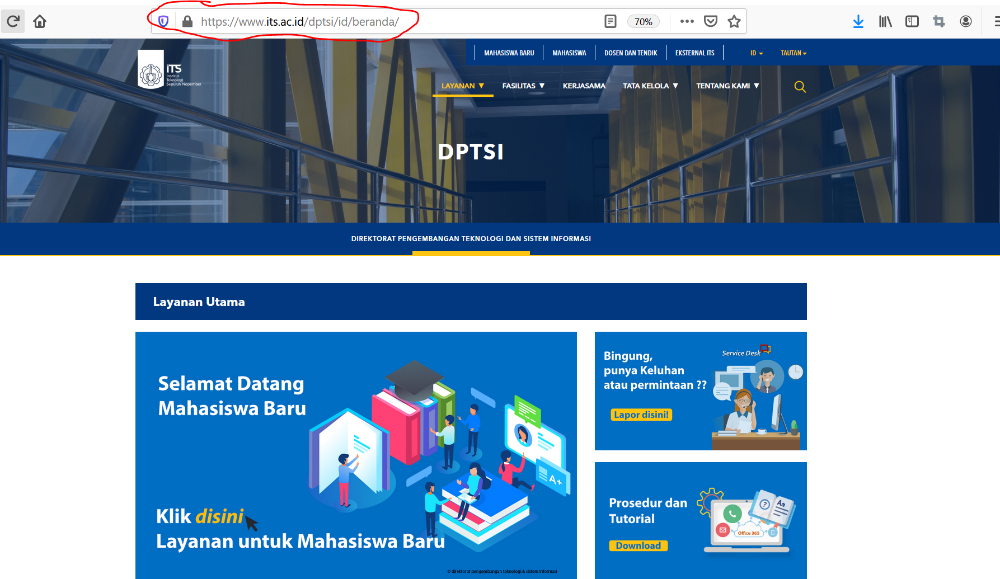 https://www.its.ac.id/dptsi/id/beranda/
70%
MAHASISWA BARU
MAHASISWA
DOSEN DAN TENDIK
EKSTERNAL ITS
ID
TAUTAN
iTS
Institut
Teknologi
Sepuluh Nopember
LAYANAN ▼
FASILITAS ▼
KERJASAMA
TATA KELOLA ▼
TENTANG KAMI ▼
DPTSI
DIREKTORAT PENGEMBANGAN TEKNOLOGI DAN SISTEM INFORMASI
Layanan Utama
Selamat Datang
Mahasiswa Baru
A+
Klik disini
Layanan untuk Mahasiswa Baru
© direktorat pengembangan teknologi & sistem informasi
Service Desk
Bingung,
punya Keluhan
atau permintaan ??
Lapor disini!
Prosedur dan
Tutorial
Download
?
Aa
Office 365